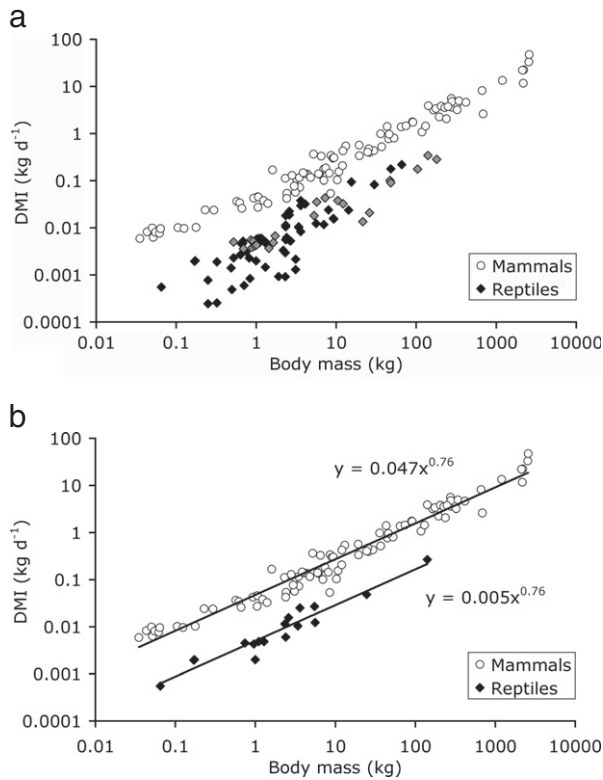 a
100
10
1
0.1
0.01
0.001
0.0001
DMI (kg d⁻¹)
Mammals
Reptiles
0.01 0.1 1 10 100 1000 10000
Body mass (kg)
b
100
10
1
0.1
0.01
0.001
0.0001
DMI (kg d⁻¹)
y = 0.047x^0.76
y = 0.005x^0.76
Mammals
Reptiles
0.01 0.1 1 10 100 1000 10000
Body mass (kg)